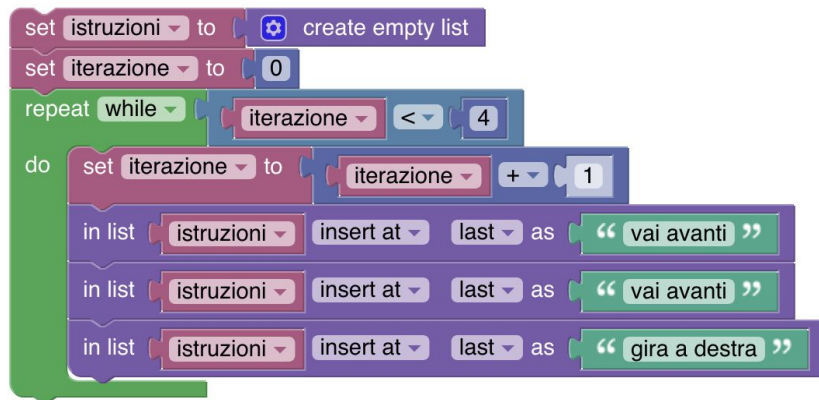 set istruzioni to create empty list
set iterazione to 0
repeat while iterazione < 4
do set iterazione to iterazione + 1
in list istruzioni insert at last as “ vai avanti ”
in list istruzioni insert at last as “ vai avanti ”
in list istruzioni insert at last as “ gira a destra ”